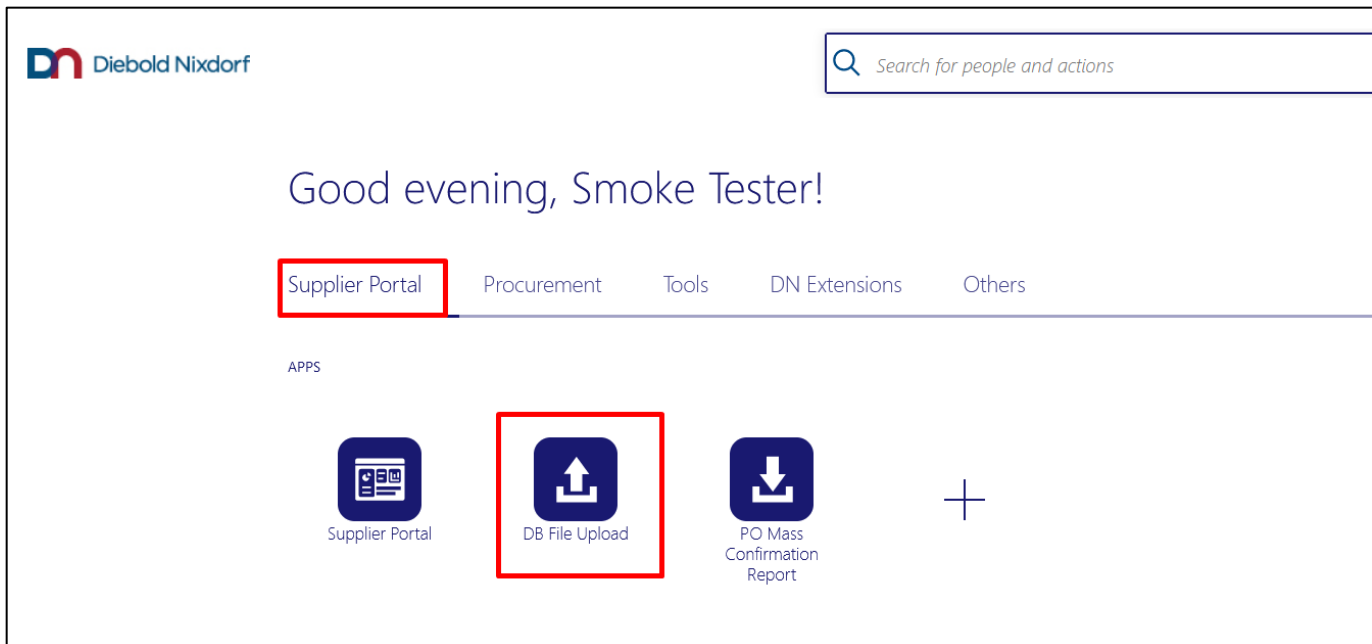 Diebold Nixdorf
Search for people and actions
Good evening, Smoke Tester!
Supplier Portal Procurement Tools DN Extensions Others
APPS
Supplier Portal DB File Upload PO Mass
Confirmation
Report